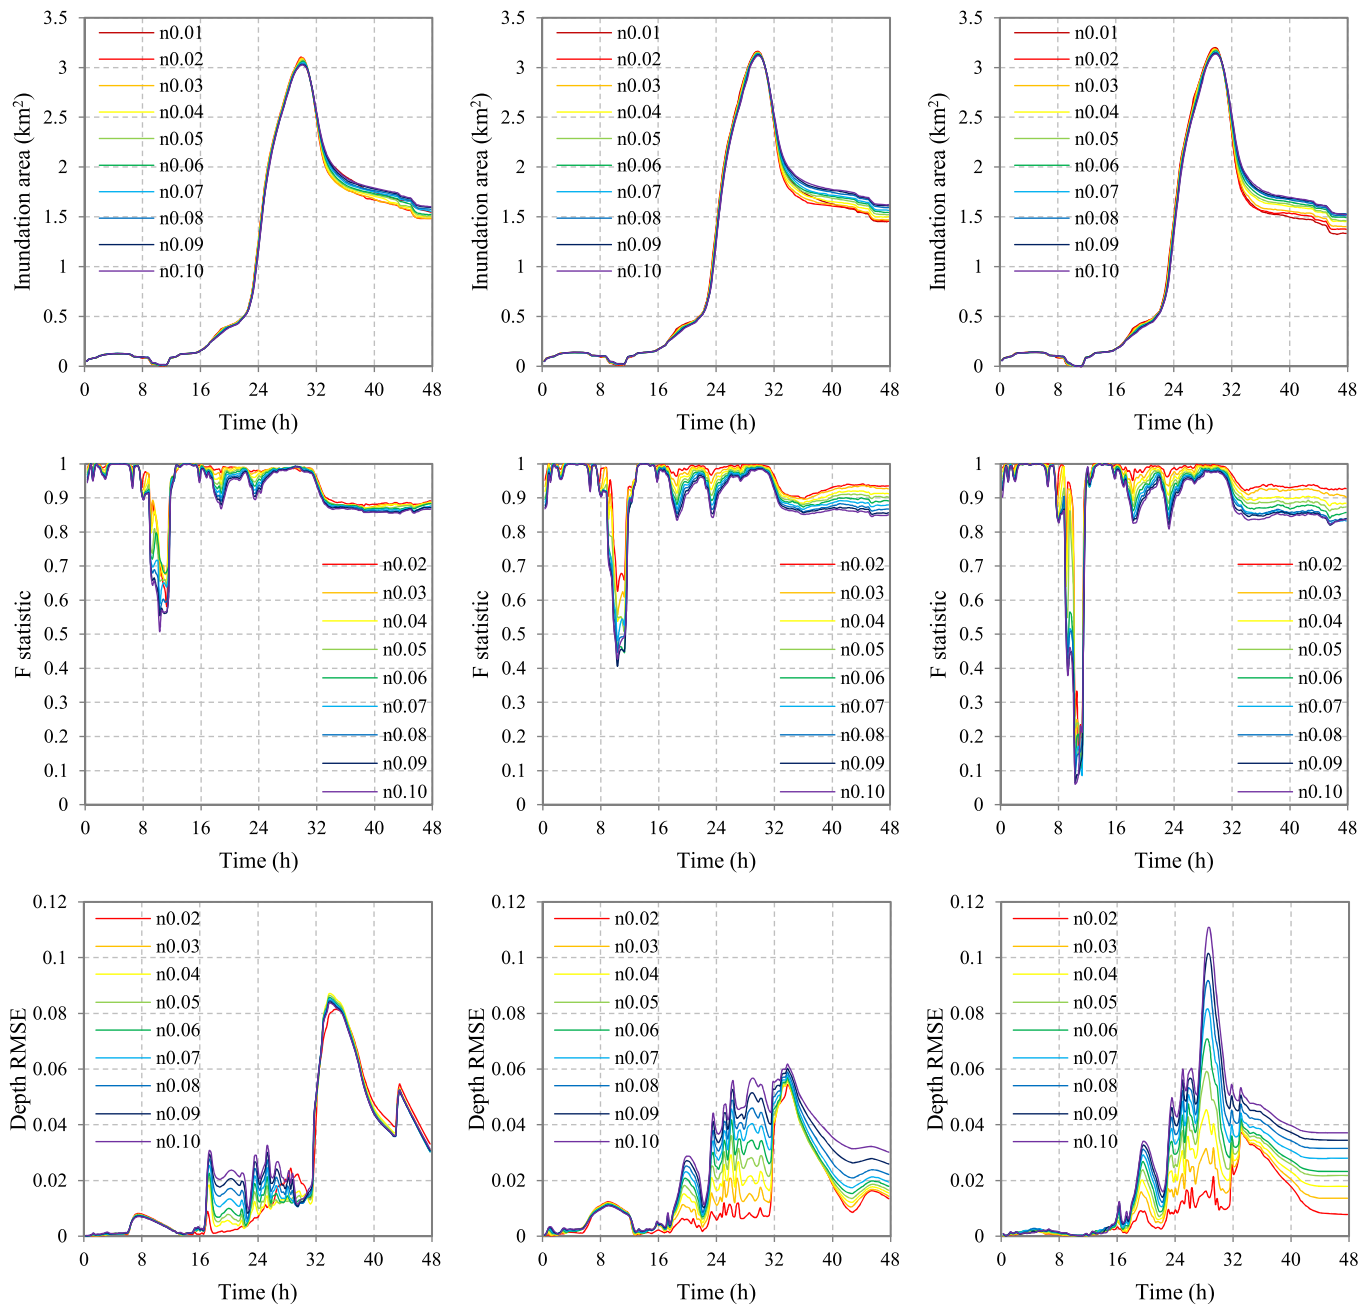 Inundation area (km²)
3.5
3
2.5
2
1.5
1
0.5
0
n0.01
n0.02
n0.03
n0.04
n0.05
n0.06
n0.07
n0.08
n0.09
n0.10
0 8 16 24 32 40 48
Time (h)
Inundation area (km²)
3.5
3
2.5
2
1.5
1
0.5
0
n0.01
n0.02
n0.03
n0.04
n0.05
n0.06
n0.07
n0.08
n0.09
n0.10
0 8 16 24 32 40 48
Time (h)
Inundation area (km²)
3.5
3
2.5
2
1.5
1
0.5
0
n0.01
n0.02
n0.03
n0.04
n0.05
n0.06
n0.07
n0.08
n0.09
n0.10
0 8 16 24 32 40 48
Time (h)
F statistic
1
0.9
0.8
0.7
0.6
0.5
0.4
0.3
0.2
0.1
0
n0.02
n0.03
n0.04
n0.05
n0.06
n0.07
n0.08
n0.09
n0.10
0 8 16 24 32 40 48
Time (h)
F statistic
1
0.9
0.8
0.7
0.6
0.5
0.4
0.3
0.2
0.1
0
n0.02
n0.03
n0.04
n0.05
n0.06
n0.07
n0.08
n0.09
n0.10
0 8 16 24 32 40 48
Time (h)
F statistic
1
0.9
0.8
0.7
0.6
0.5
0.4
0.3
0.2
0.1
0
n0.02
n0.03
n0.04
n0.05
n0.06
n0.07
n0.08
n0.09
n0.10
0 8 16 24 32 40 48
Time (h)
Depth RMSE
0.12
0.1
0.08
0.06
0.04
0.02
0
n0.02
n0.03
n0.04
n0.05
n0.06
n0.07
n0.08
n0.09
n0.10
0 8 16 24 32 40 48
Time (h)
Depth RMSE
0.12
0.1
0.08
0.06
0.04
0.02
0
n0.02
n0.03
n0.04
n0.05
n0.06
n0.07
n0.08
n0.09
n0.10
0 8 16 24 32 40 48
Time (h)
Depth RMSE
0.12
0.1
0.08
0.06
0.04
0.02
0
n0.02
n0.03
n0.04
n0.05
n0.06
n0.07
n0.08
n0.09
n0.10
0 8 16 24 32 40 48
Time (h)